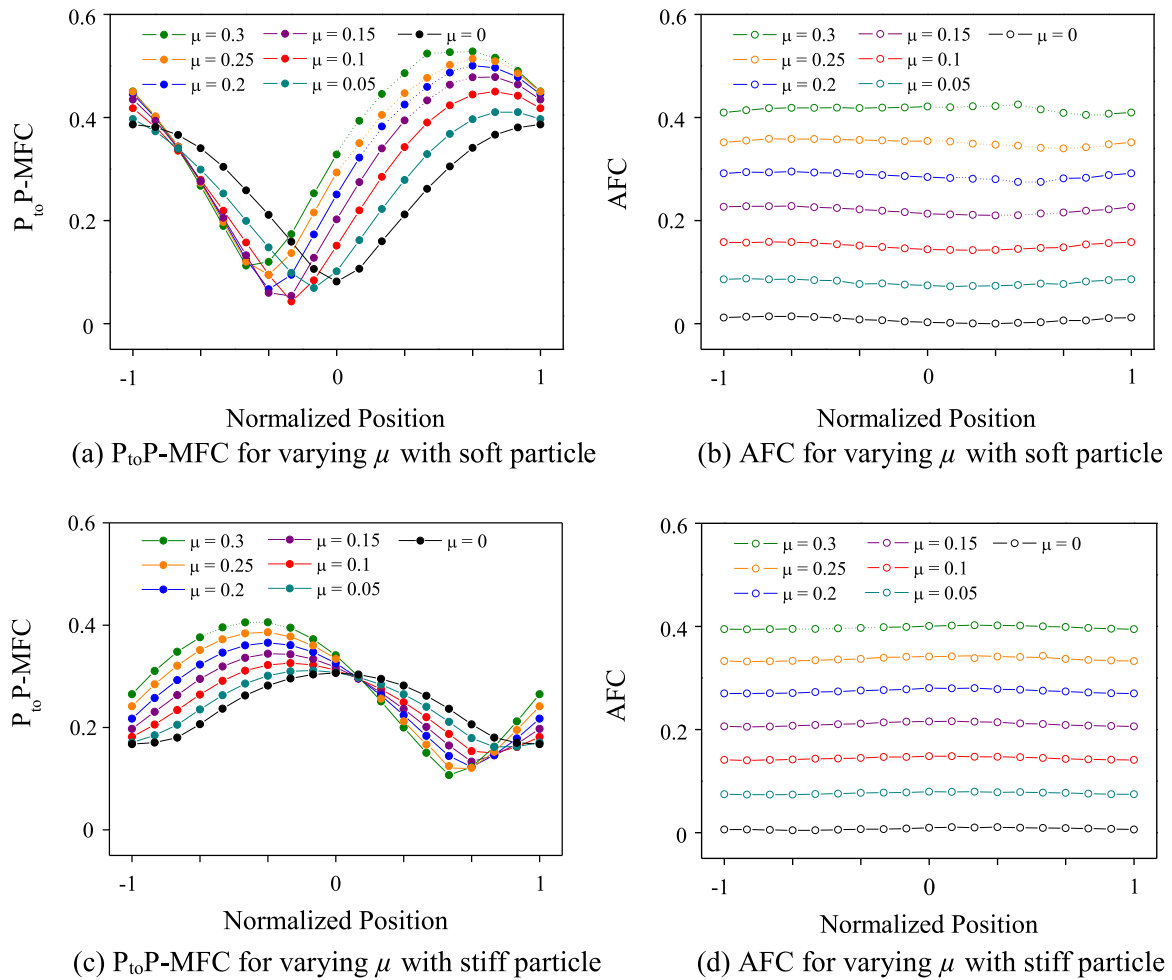 0.6
0.4
0.2
0
PtoP-MFC
μ = 0.3
μ = 0.15
μ = 0
μ = 0.25
μ = 0.1
μ = 0.2
μ = 0.05
-1
0
1
Normalized Position
(a) PtoP-MFC for varying μ with soft particle
0.6
0.4
0.2
0
AFC
μ = 0.3
μ = 0.15
μ = 0
μ = 0.25
μ = 0.1
μ = 0.2
μ = 0.05
-1
0
1
Normalized Position
(b) AFC for varying μ with soft particle
0.6
0.4
0.2
0
PtoP-MFC
μ = 0.3
μ = 0.15
μ = 0
μ = 0.25
μ = 0.1
μ = 0.2
μ = 0.05
-1
0
1
Normalized Position
(c) PtoP-MFC for varying μ with stiff particle
0.6
0.4
0.2
0
AFC
μ = 0.3
μ = 0.15
μ = 0
μ = 0.25
μ = 0.1
μ = 0.2
μ = 0.05
-1
0
1
Normalized Position
(d) AFC for varying μ with stiff particle